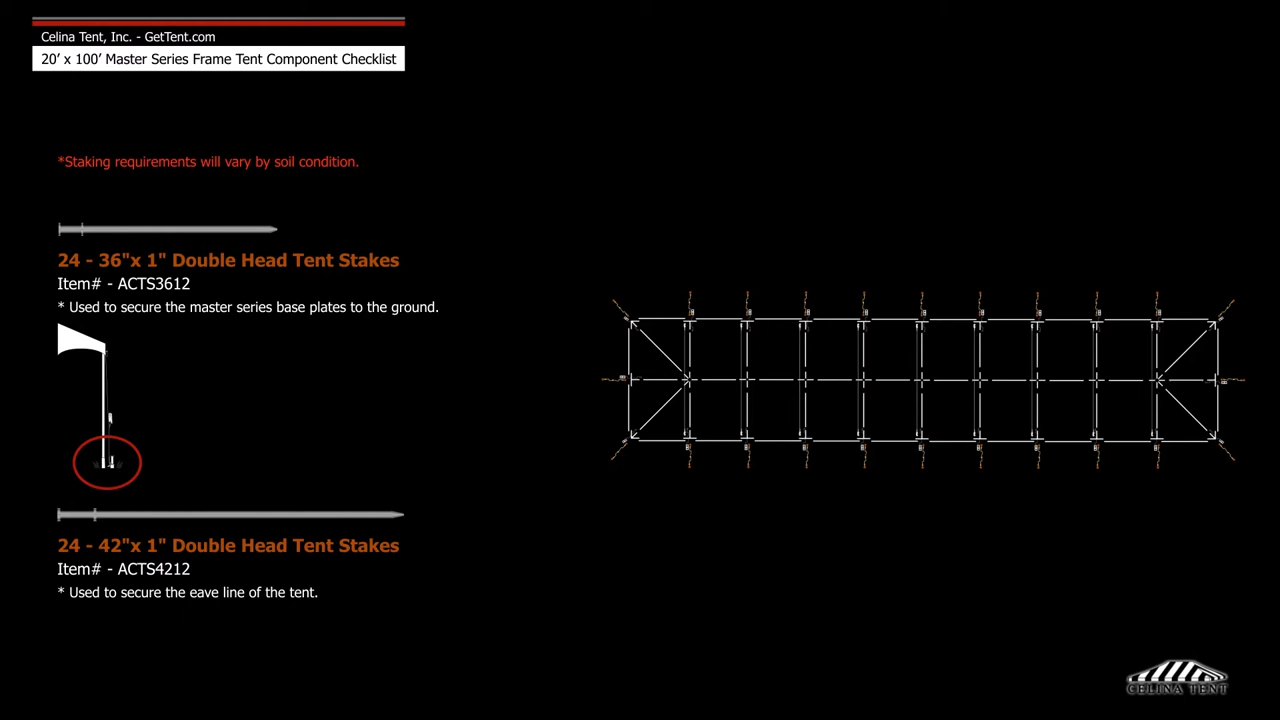 Celina Tent, Inc. - GetTent.com
20’ x 100’ Master Series Frame Tent Component Checklist
*Staking requirements will vary by soil condition.
24 - 36"x 1" Double Head Tent Stakes
Item# - ACTS3612
* Used to secure the master series base plates to the ground.
24 - 42"x 1" Double Head Tent Stakes
Item# - ACTS4212
* Used to secure the eave line of the tent.
CELINA TENT